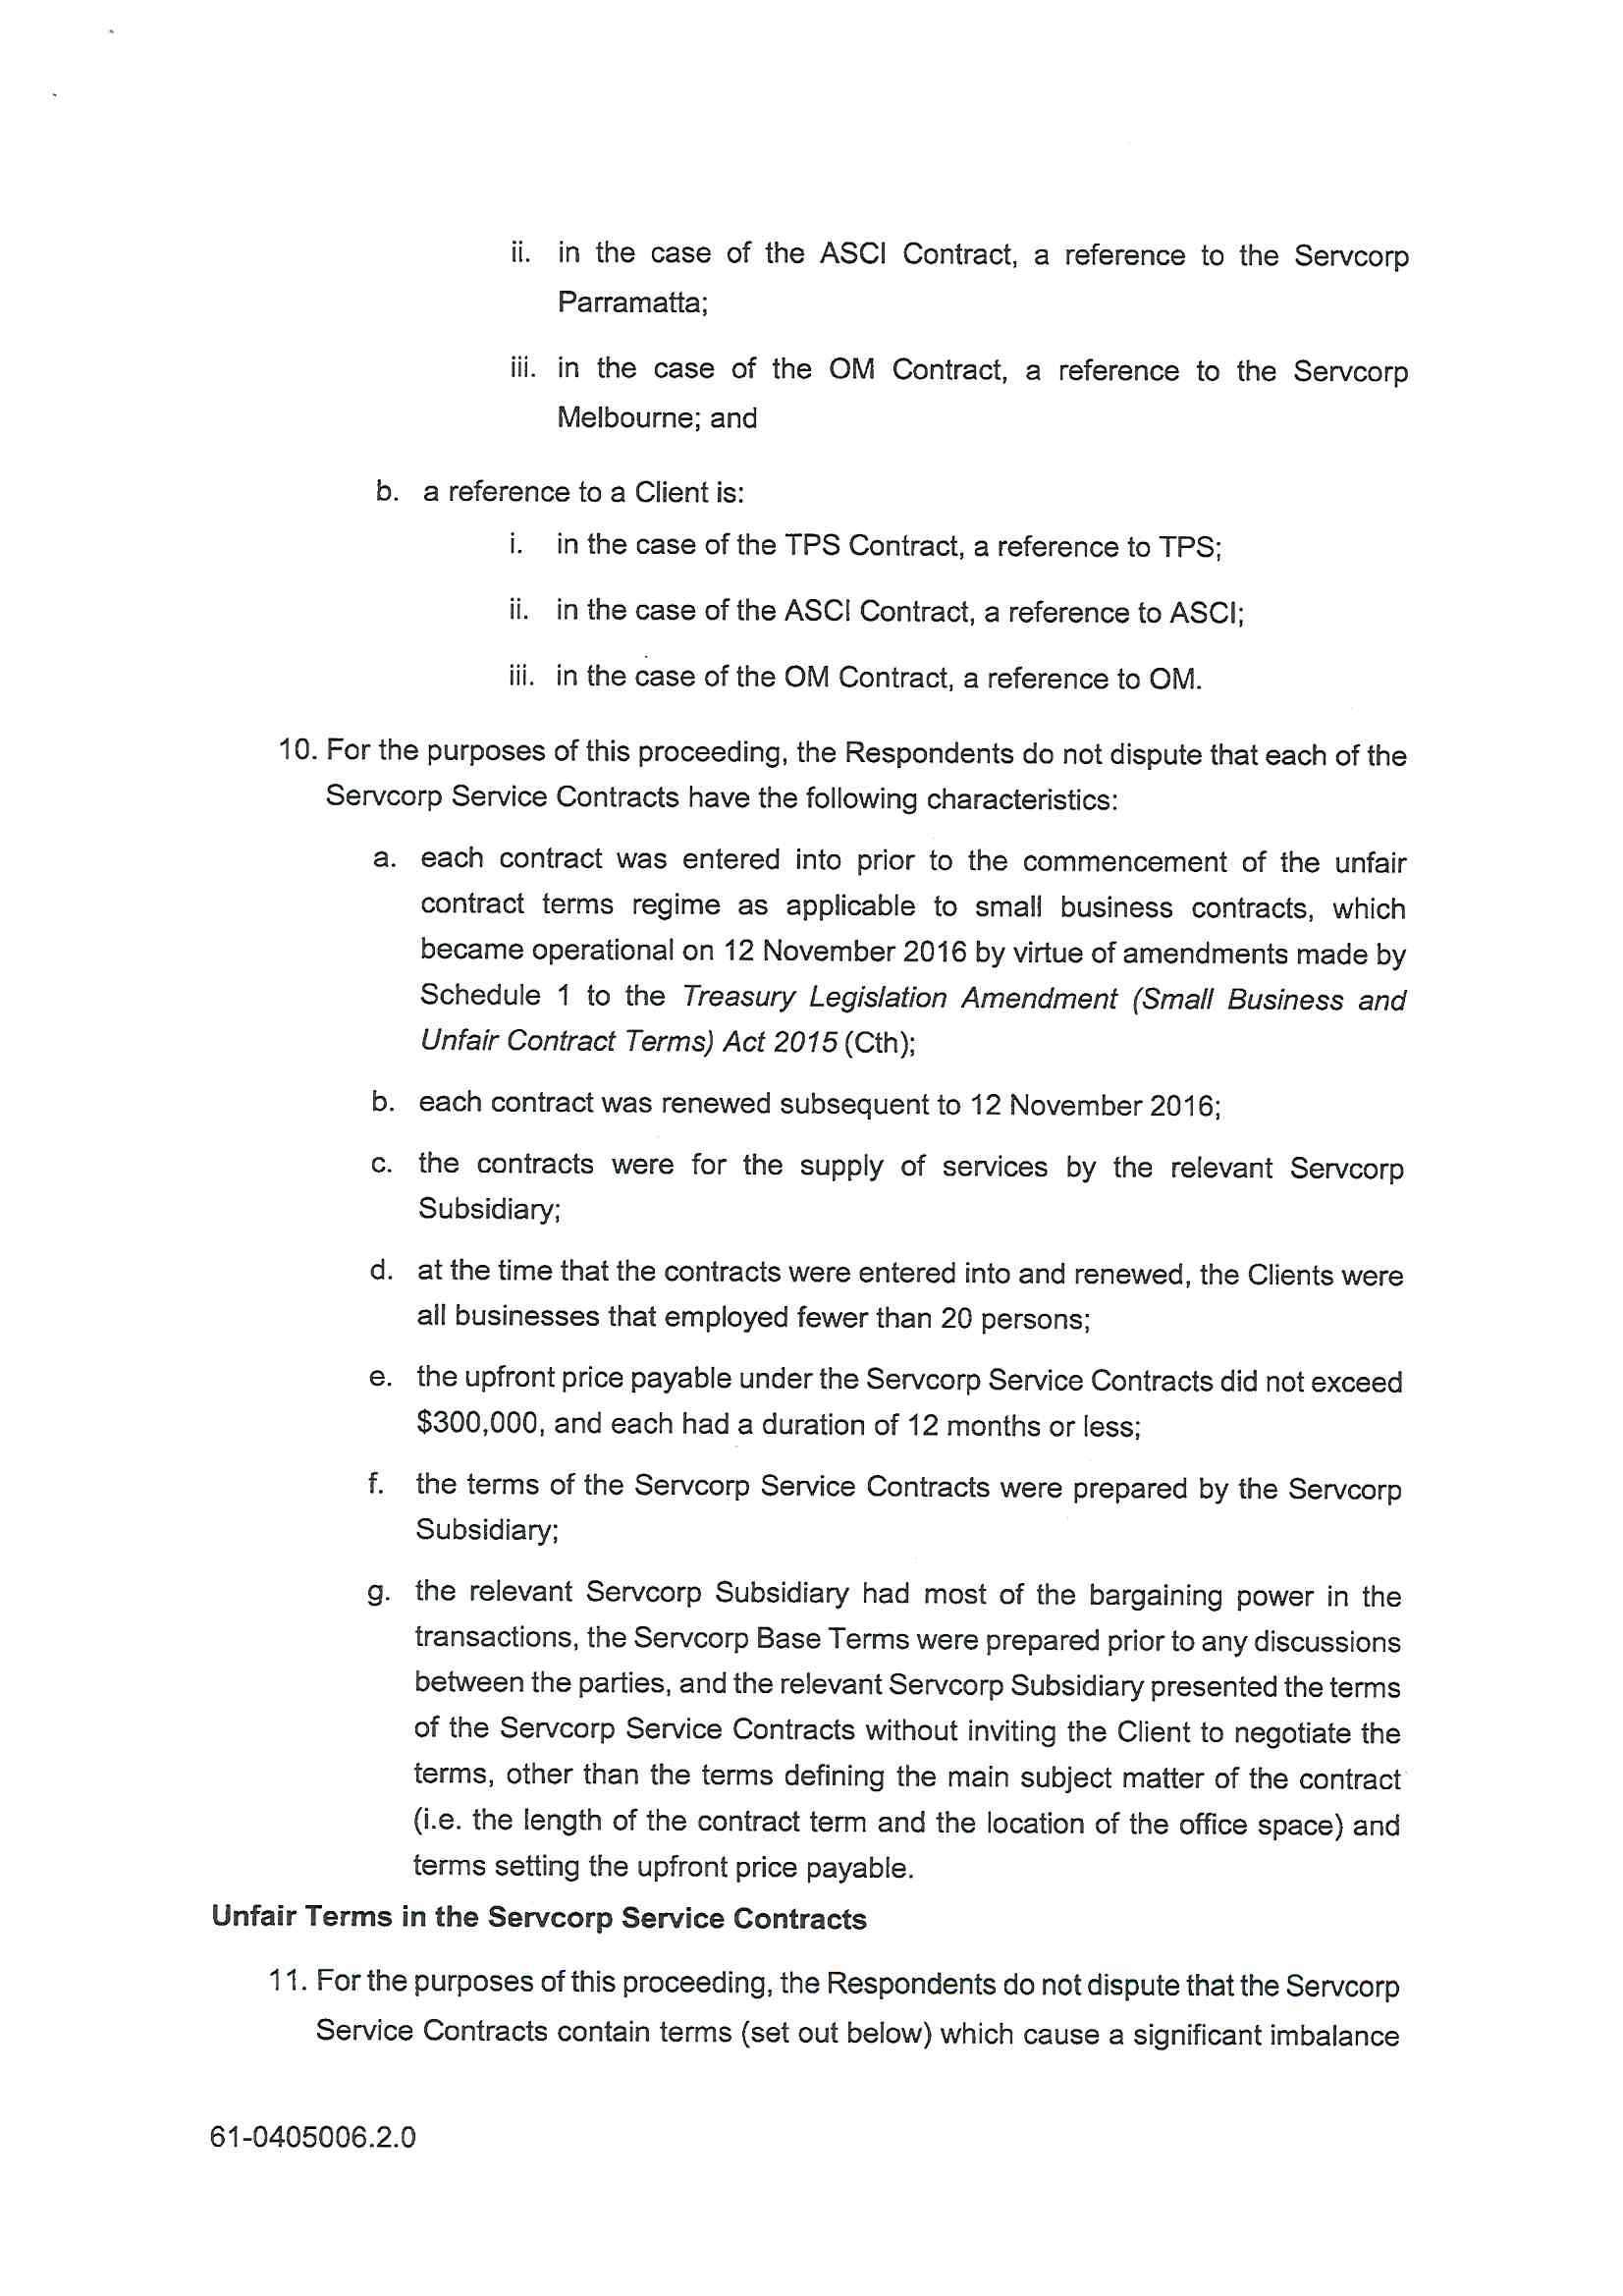 ii. in the case of the ASCI Contract, a reference to the Servcorp
Parramatta;
iii. in the case of the OM Contract, a reference to the Servcorp
Melbourne; and
b. a reference to a Client is:
i. in the case of the TPS Contract, a reference to TPS;
ii. in the case of the ASCI Contract, a reference to ASCI;
iii. in the case of the OM Contract, a reference to OM.
10. For the purposes of this proceeding, the Respondents do not dispute that each of the
Servcorp Service Contracts have the following characteristics:
a. each contract was entered into prior to the commencement of the unfair
contract terms regime as applicable to small business contracts, which
became operational on 12 November 2016 by virtue of amendments made by
Schedule 1 to the Treasury Legislation Amendment (Small Business and
Unfair Contract Terms) Act 2015 (Cth);
b. each contract was renewed subsequent to 12 November 2016;
c. the contracts were for the supply of services by the relevant Servcorp
Subsidiary;
d. at the time that the contracts were entered into and renewed, the Clients were
all businesses that employed fewer than 20 persons;
e. the upfront price payable under the Servcorp Service Contracts did not exceed
$300,000, and each had a duration of 12 months or less;
f. the terms of the Servcorp Service Contracts were prepared by the Servcorp
Subsidiary;
g. the relevant Servcorp Subsidiary had most of the bargaining power in the
transactions, the Servcorp Base Terms were prepared prior to any discussions
between the parties, and the relevant Servcorp Subsidiary presented the terms
of the Servcorp Service Contracts without inviting the Client to negotiate the
terms, other than the terms defining the main subject matter of the contract
(i.e. the length of the contract term and the location of the office space) and
terms setting the upfront price payable.
Unfair Terms in the Servcorp Service Contracts
11. For the purposes of this proceeding, the Respondents do not dispute that the Servcorp
Service Contracts contain terms (set out below) which cause a significant imbalance
61-0405006.2.0